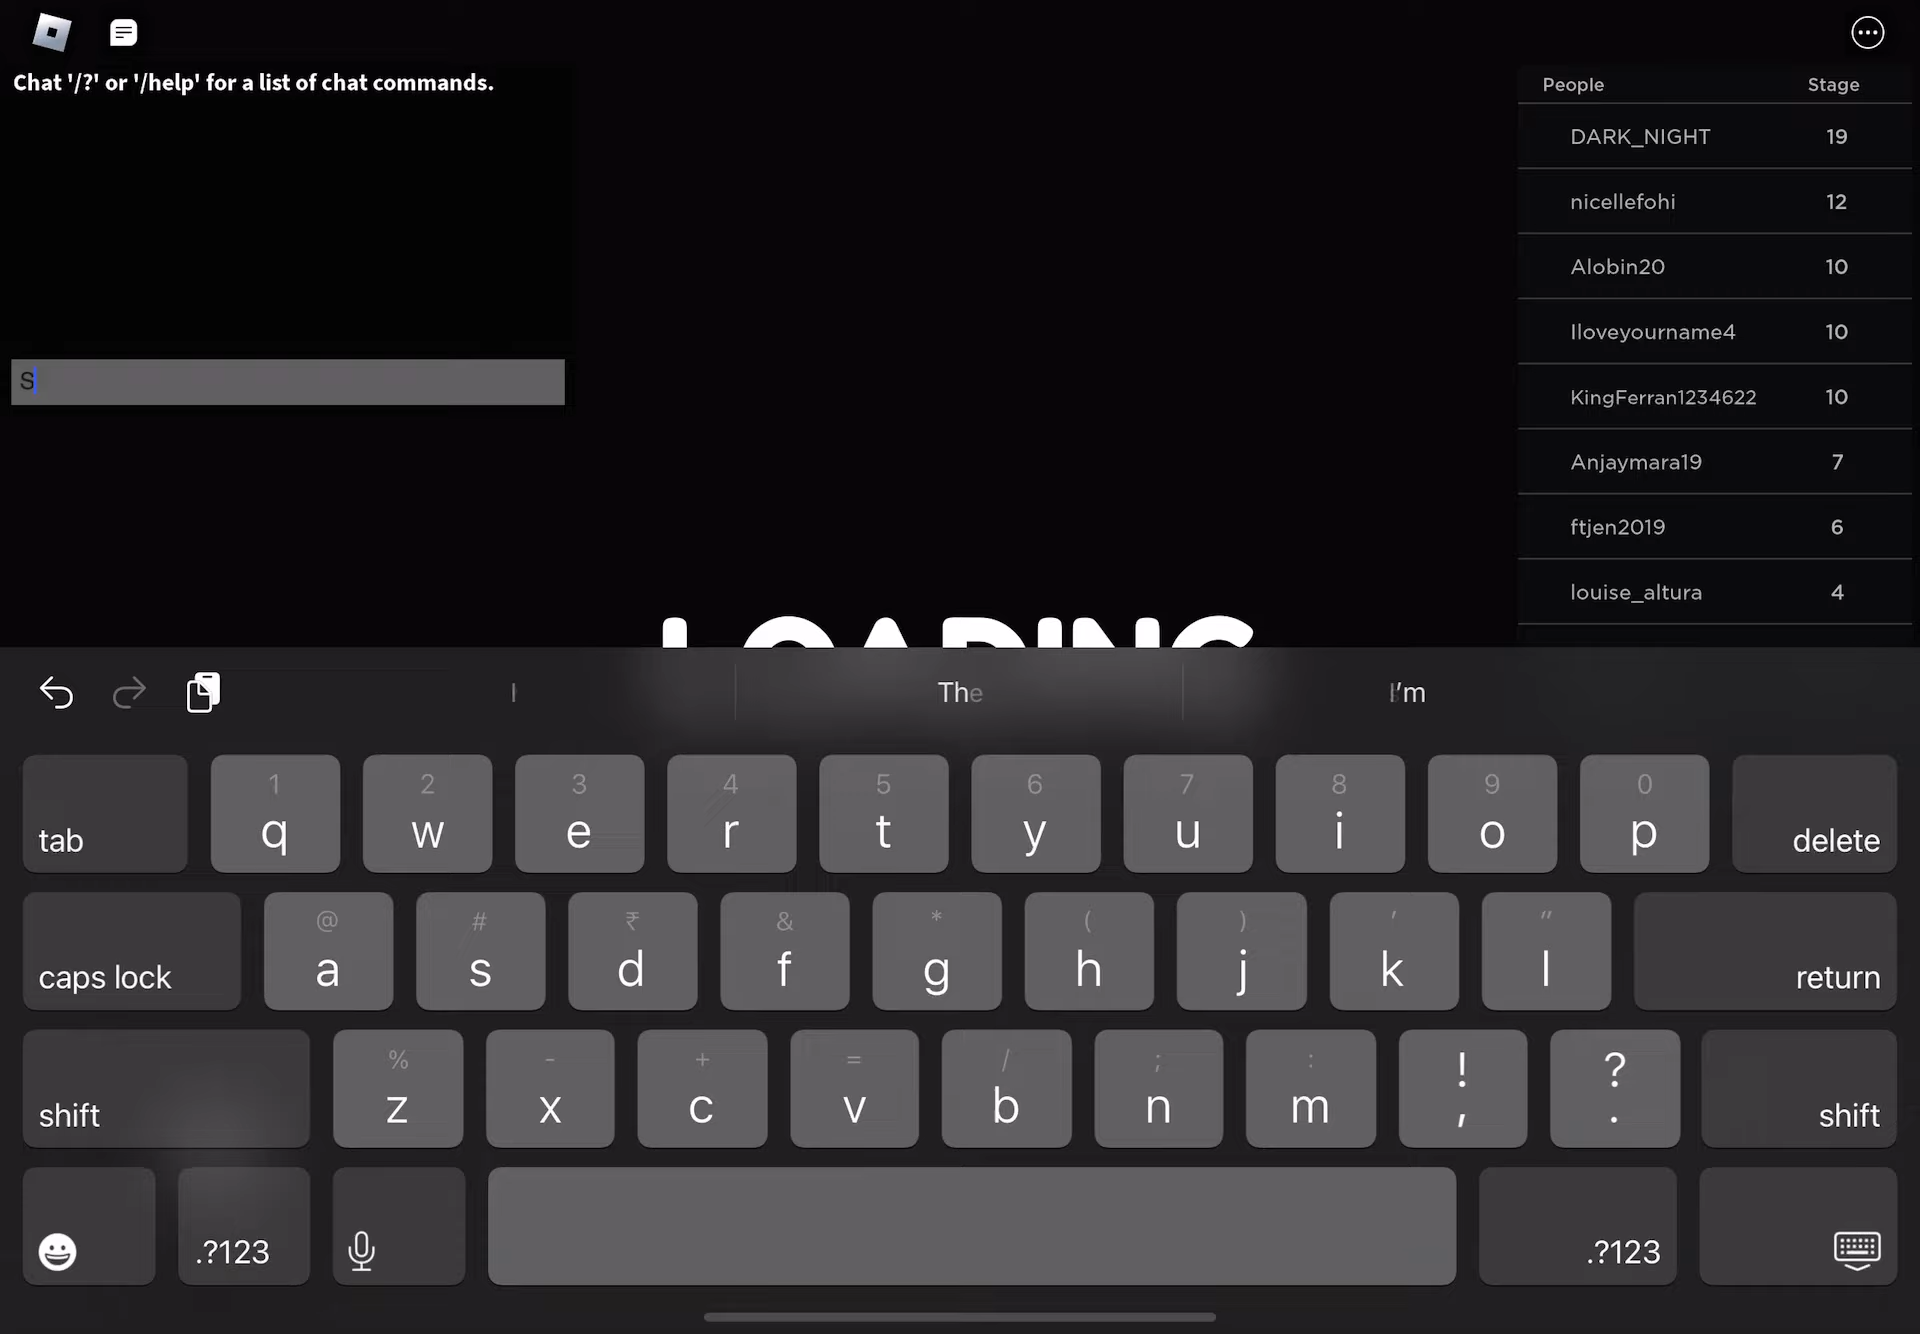 Chat '/?' or '/help' for a list of chat commands.
People Stage
DARK_NIGHT 19
nicellefohi 12
Alobin20 10
Iloveyourname4 10
KingFerran1234622 10
Anjaymara19 7
ftjen2019 6
louise_altura 4
S
LOADING
I The I'm
tab 1 q 2 w 3 e 4 r 5 t 6 y 7 u 8 i 9 o 0 p delete
caps lock @ a # s ₹ d & f * g ( h ) j ' k " l return
shift % z - x + c = v / b ; n : m ! , ? . shift
.?123 .?123